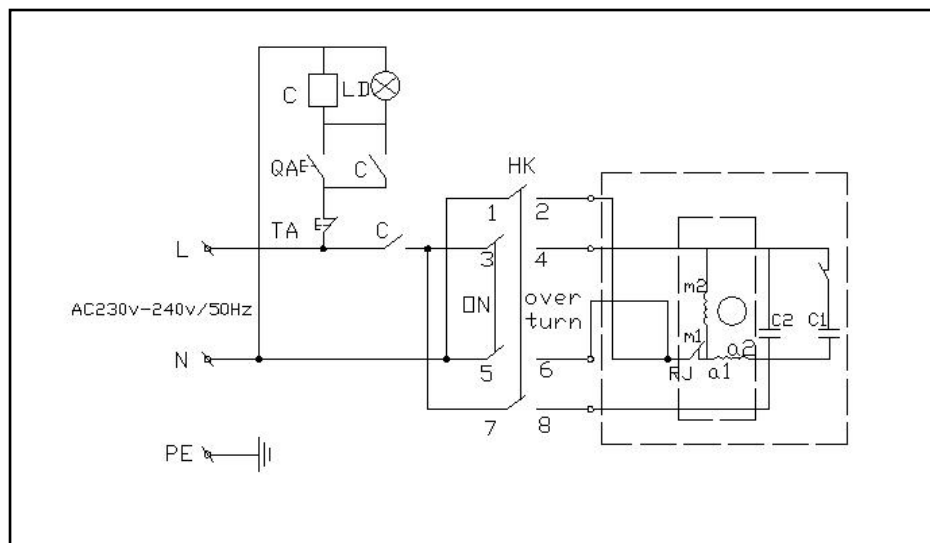 C
LD
QA
C
HK
1
2
TA
C
L
3
4
AC230v-240v/50Hz
ON
over
turn
m2
m1
a2
C2
C1
N
5
6
RJ
a1
7
8
PE